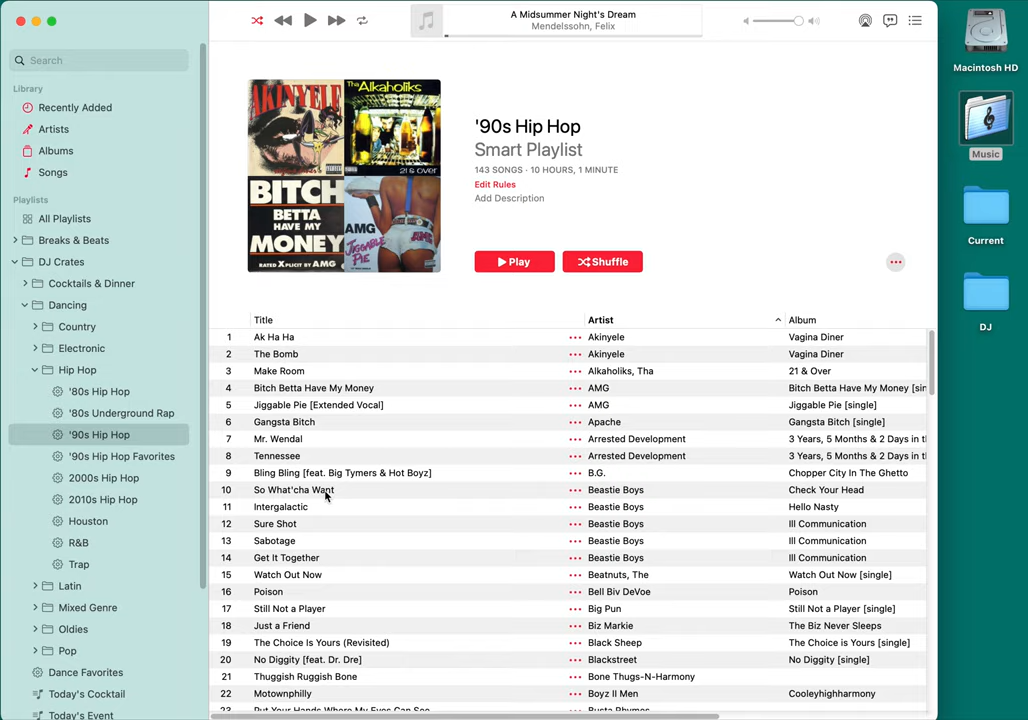 A Midsummer Night's Dream
Mendelssohn, Felix
Macintosh HD
Search
Library
Recently Added
Artists
Albums
Songs
Playlists
All Playlists
Breaks & Beats
DJ Crates
Cocktails & Dinner
Dancing
Country
Electronic
Hip Hop
'80s Hip Hop
'80s Underground Rap
'90s Hip Hop
'90s Hip Hop Favorites
2000s Hip Hop
2010s Hip Hop
Houston
R&B
Trap
Latin
Mixed Genre
Oldies
Pop
Dance Favorites
Today's Cocktail
Today's Event
AKINYELE
Tha Alkaholiks
21 & over
BITCH
BETTA
HAVE MY
MONEY
RATED X PLICIT BY AMG
AMG
JIGGABLE
PIE
'90s Hip Hop
Smart Playlist
143 SONGS · 10 HOURS, 1 MINUTE
Edit Rules
Add Description
Play Shuffle
Title Artist Album
1 Ak Ha Ha ••• Akinyele Vagina Diner
2 The Bomb ••• Akinyele Vagina Diner
3 Make Room ••• Alkaholiks, Tha 21 & Over
4 Bitch Betta Have My Money ••• AMG Bitch Betta Have My Money [sin
5 Jiggable Pie [Extended Vocal] ••• AMG Jiggable Pie [single]
6 Gangsta Bitch ••• Apache Gangsta Bitch [single]
7 Mr. Wendal ••• Arrested Development 3 Years, 5 Months & 2 Days in t
8 Tennessee ••• Arrested Development 3 Years, 5 Months & 2 Days in t
9 Bling Bling [feat. Big Tymers & Hot Boyz] ••• B.G. Chopper City In The Ghetto
10 So What'cha Want ••• Beastie Boys Check Your Head
11 Intergalactic ••• Beastie Boys Hello Nasty
12 Sure Shot ••• Beastie Boys Ill Communication
13 Sabotage ••• Beastie Boys Ill Communication
14 Get It Together ••• Beastie Boys Ill Communication
15 Watch Out Now ••• Beatnuts, The Watch Out Now [single]
16 Poison ••• Bell Biv DeVoe Poison
17 Still Not a Player ••• Big Pun Still Not a Player [single]
18 Just a Friend ••• Biz Markie The Biz Never Sleeps
19 The Choice Is Yours (Revisited) ••• Black Sheep The Choice is Yours [single]
20 No Diggity [feat. Dr. Dre] ••• Blackstreet No Diggity [single]
21 Thuggish Ruggish Bone ••• Bone Thugs-N-Harmony
22 Motownphilly ••• Boyz II Men Cooleyhighharmony
23 Put Your Hands Where My Eyes Can See ••• Busta Rhymes
Music
Current
DJ